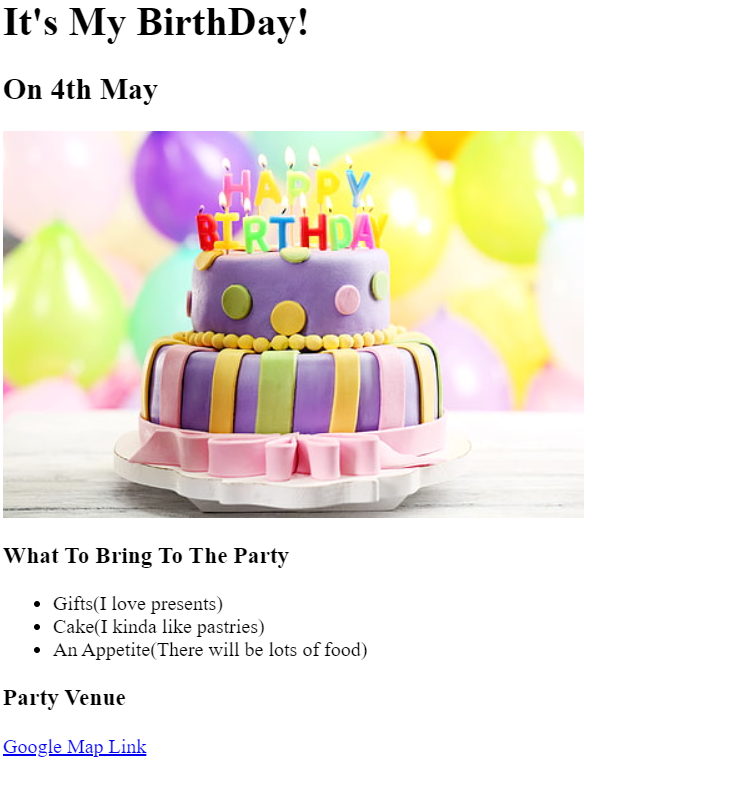 It's My BirthDay!
On 4th May
HAPPY
BIRTHDAY
What To Bring To The Party
Gifts(I love presents)
Cake(I kinda like pastries)
An Appetite(There will be lots of food)
Party Venue
Google Map Link